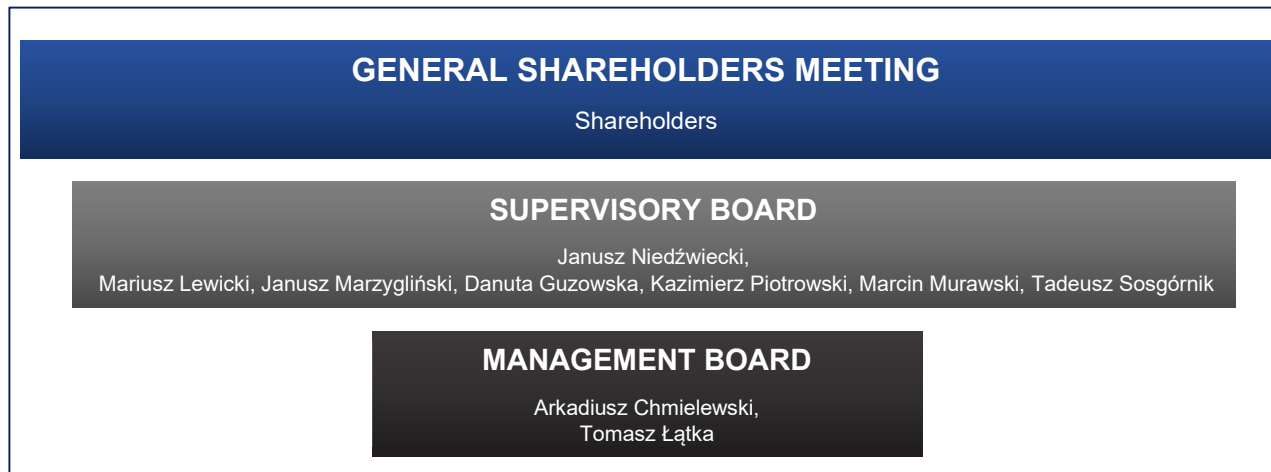 GENERAL SHAREHOLDERS MEETING
Shareholders
SUPERVISORY BOARD
Janusz Niedźwiecki,
Mariusz Lewicki, Janusz Marzygliński, Danuta Guzowska, Kazimierz Piotrowski, Marcin Murawski, Tadeusz Sosgórnik
MANAGEMENT BOARD
Arkadiusz Chmielewski,
Tomasz Łątka